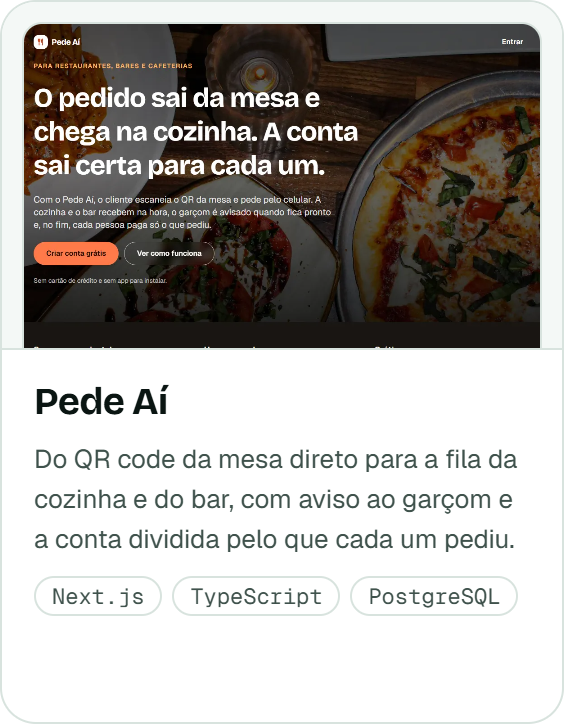 Pede Aí
Entrar
PARA RESTAURANTES, BARES E CAFETERIAS
O pedido sai da mesa e
chega na cozinha. A conta
sai certa para cada um.
Com o Pede Aí, o cliente escaneia o QR da mesa e pede pelo celular. A
cozinha e o bar recebem na hora, o garçom é avisado quando fica pronto
e, no fim, cada pessoa paga só o que pediu.
Criar conta grátis
Ver como funciona
Sem cartão de crédito e sem app para instalar.
Pede Aí
Do QR code da mesa direto para a fila da
cozinha e do bar, com aviso ao garçom e
a conta dividida pelo que cada um pediu.
Next.js
TypeScript
PostgreSQL